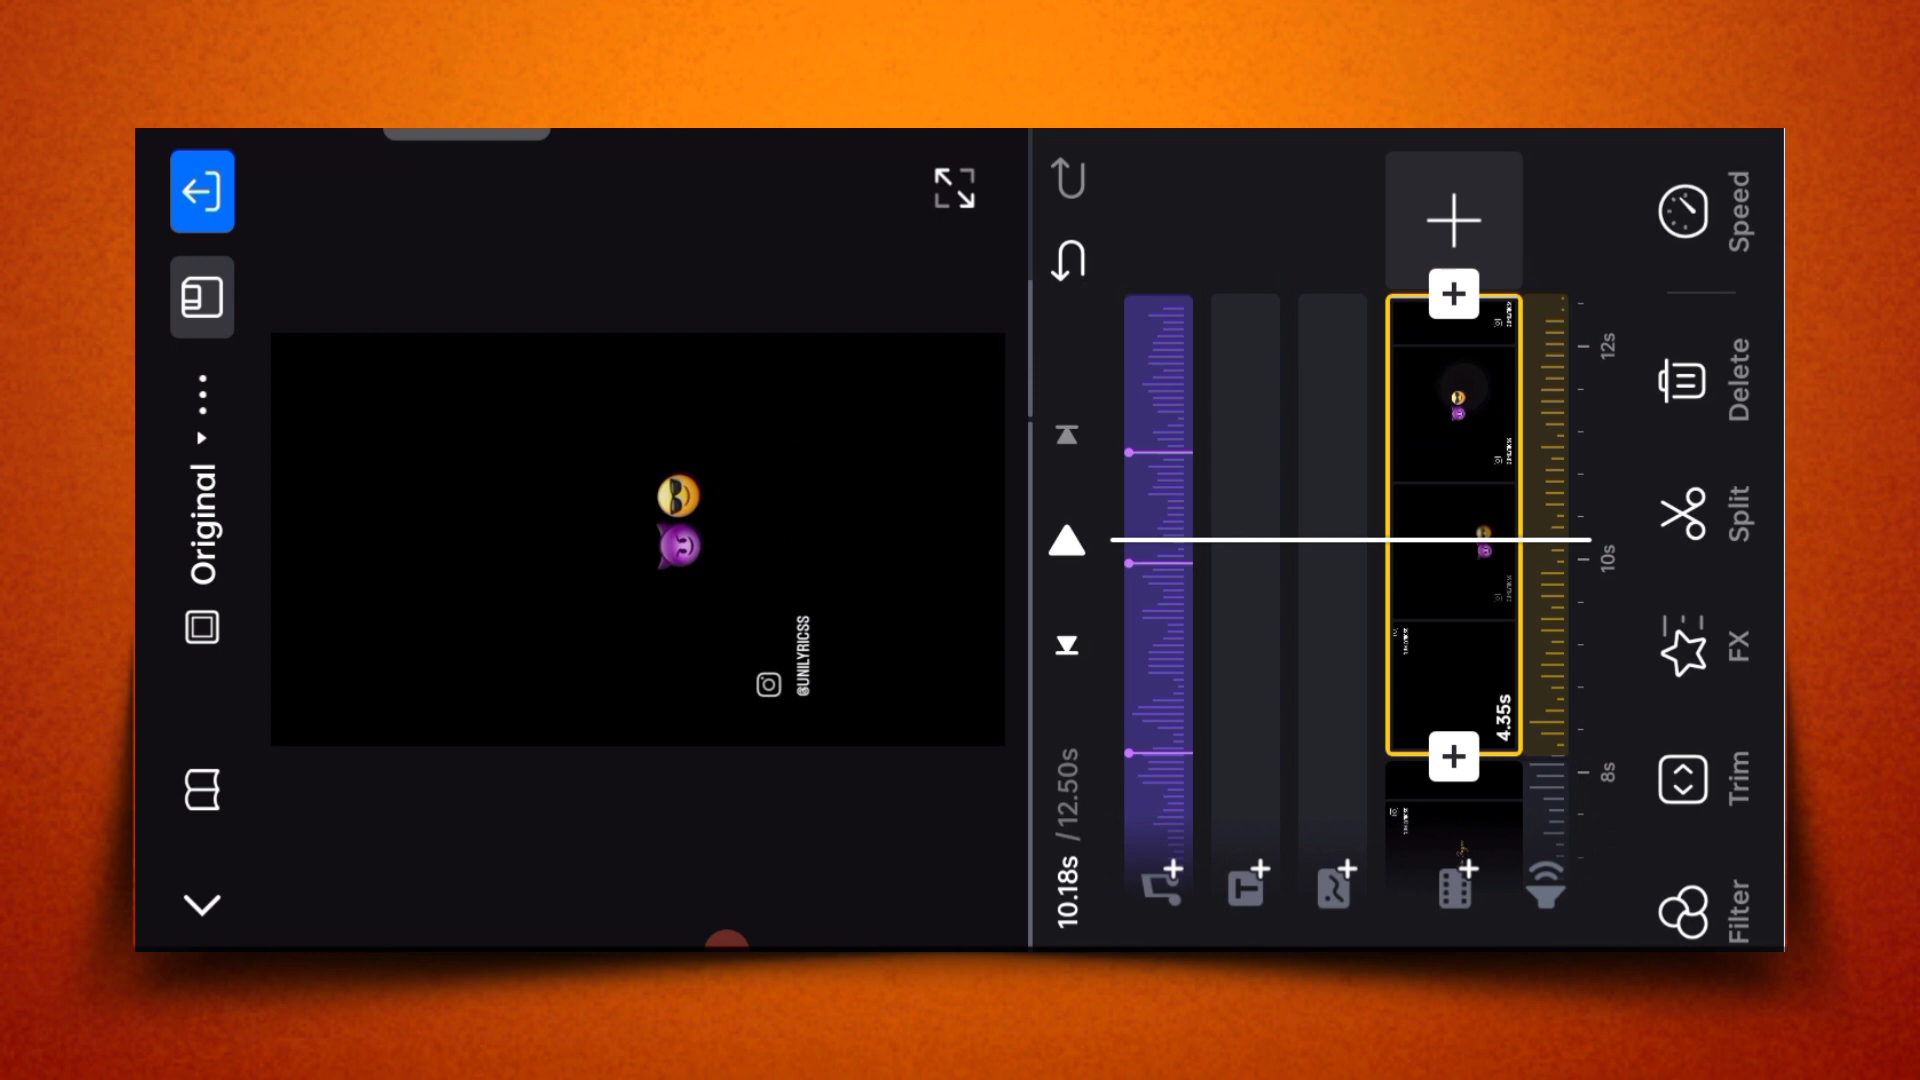 Original
@UNILYRICSS
10.18s / 12.50s
4.35s
8s
10s
12s
Filter
Trim
FX
Split
Delete
Speed